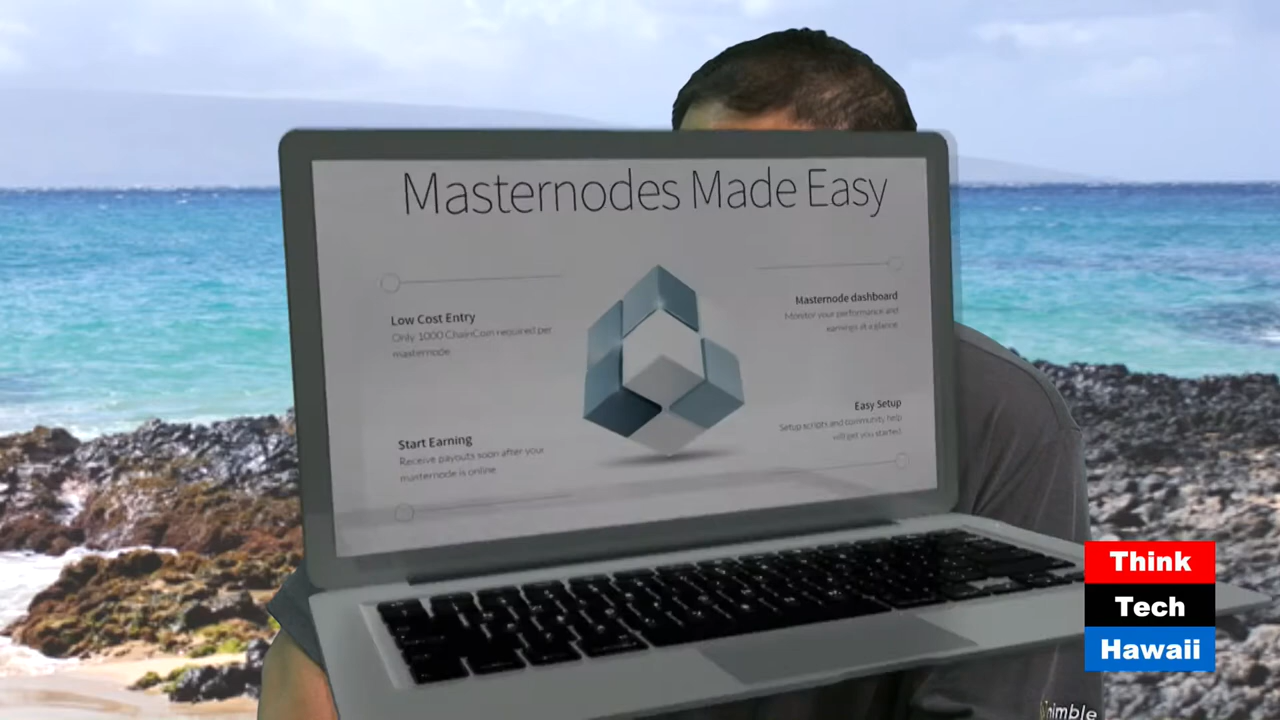 Masternodes Made Easy
Low Cost Entry
Only 1000 ChainCoin required per
masternode.
Masternode dashboard
Monitor your performance and
earnings at a glance.
Start Earning
Receive payouts soon after your
masternode is online.
Easy Setup
Setup scripts and community help
will get you started.
Think
Tech
Hawaii
nimble